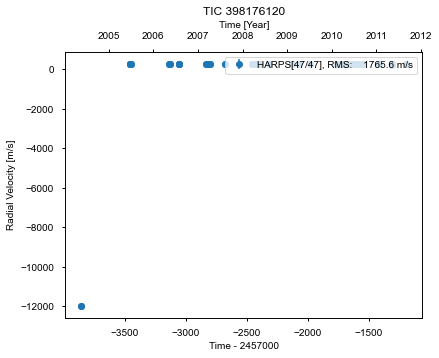 TIC 398176120
Time [Year]
2005 2006 2007 2008 2009 2010 2011 2012
HARPS[47/47], RMS: 1765.6 m/s
0
−2000
−4000
−6000
−8000
−10000
−12000
Radial Velocity [m/s]
−3500 −3000 −2500 −2000 −1500
Time - 2457000